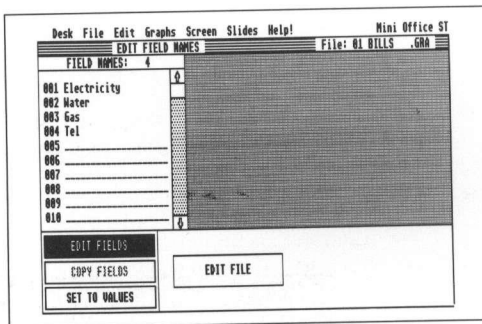 Desk File Edit Graphs Screen Slides Help! Mini Office ST
EDIT FIELD NAMES File: 01 BILLS .GRA
FIELD NAMES: 4
001 Electricity
002 Water
003 Gas
004 Tel
005
006
007
008
009
010
EDIT FIELDS
COPY FIELDS
SET TO VALUES
EDIT FILE